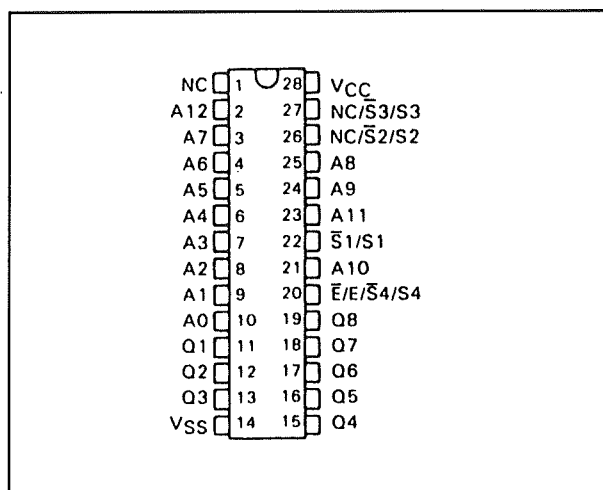 NC 1 28 VCC
A12 2 27 NC/S̅3/S3
A7 3 26 NC/S̅2/S2
A6 4 25 A8
A5 5 24 A9
A4 6 23 A11
A3 7 22 S̅1/S1
A2 8 21 A10
A1 9 20 E̅/E/S̅4/S4
A0 10 19 Q8
Q1 11 18 Q7
Q2 12 17 Q6
Q3 13 16 Q5
VSS 14 15 Q4